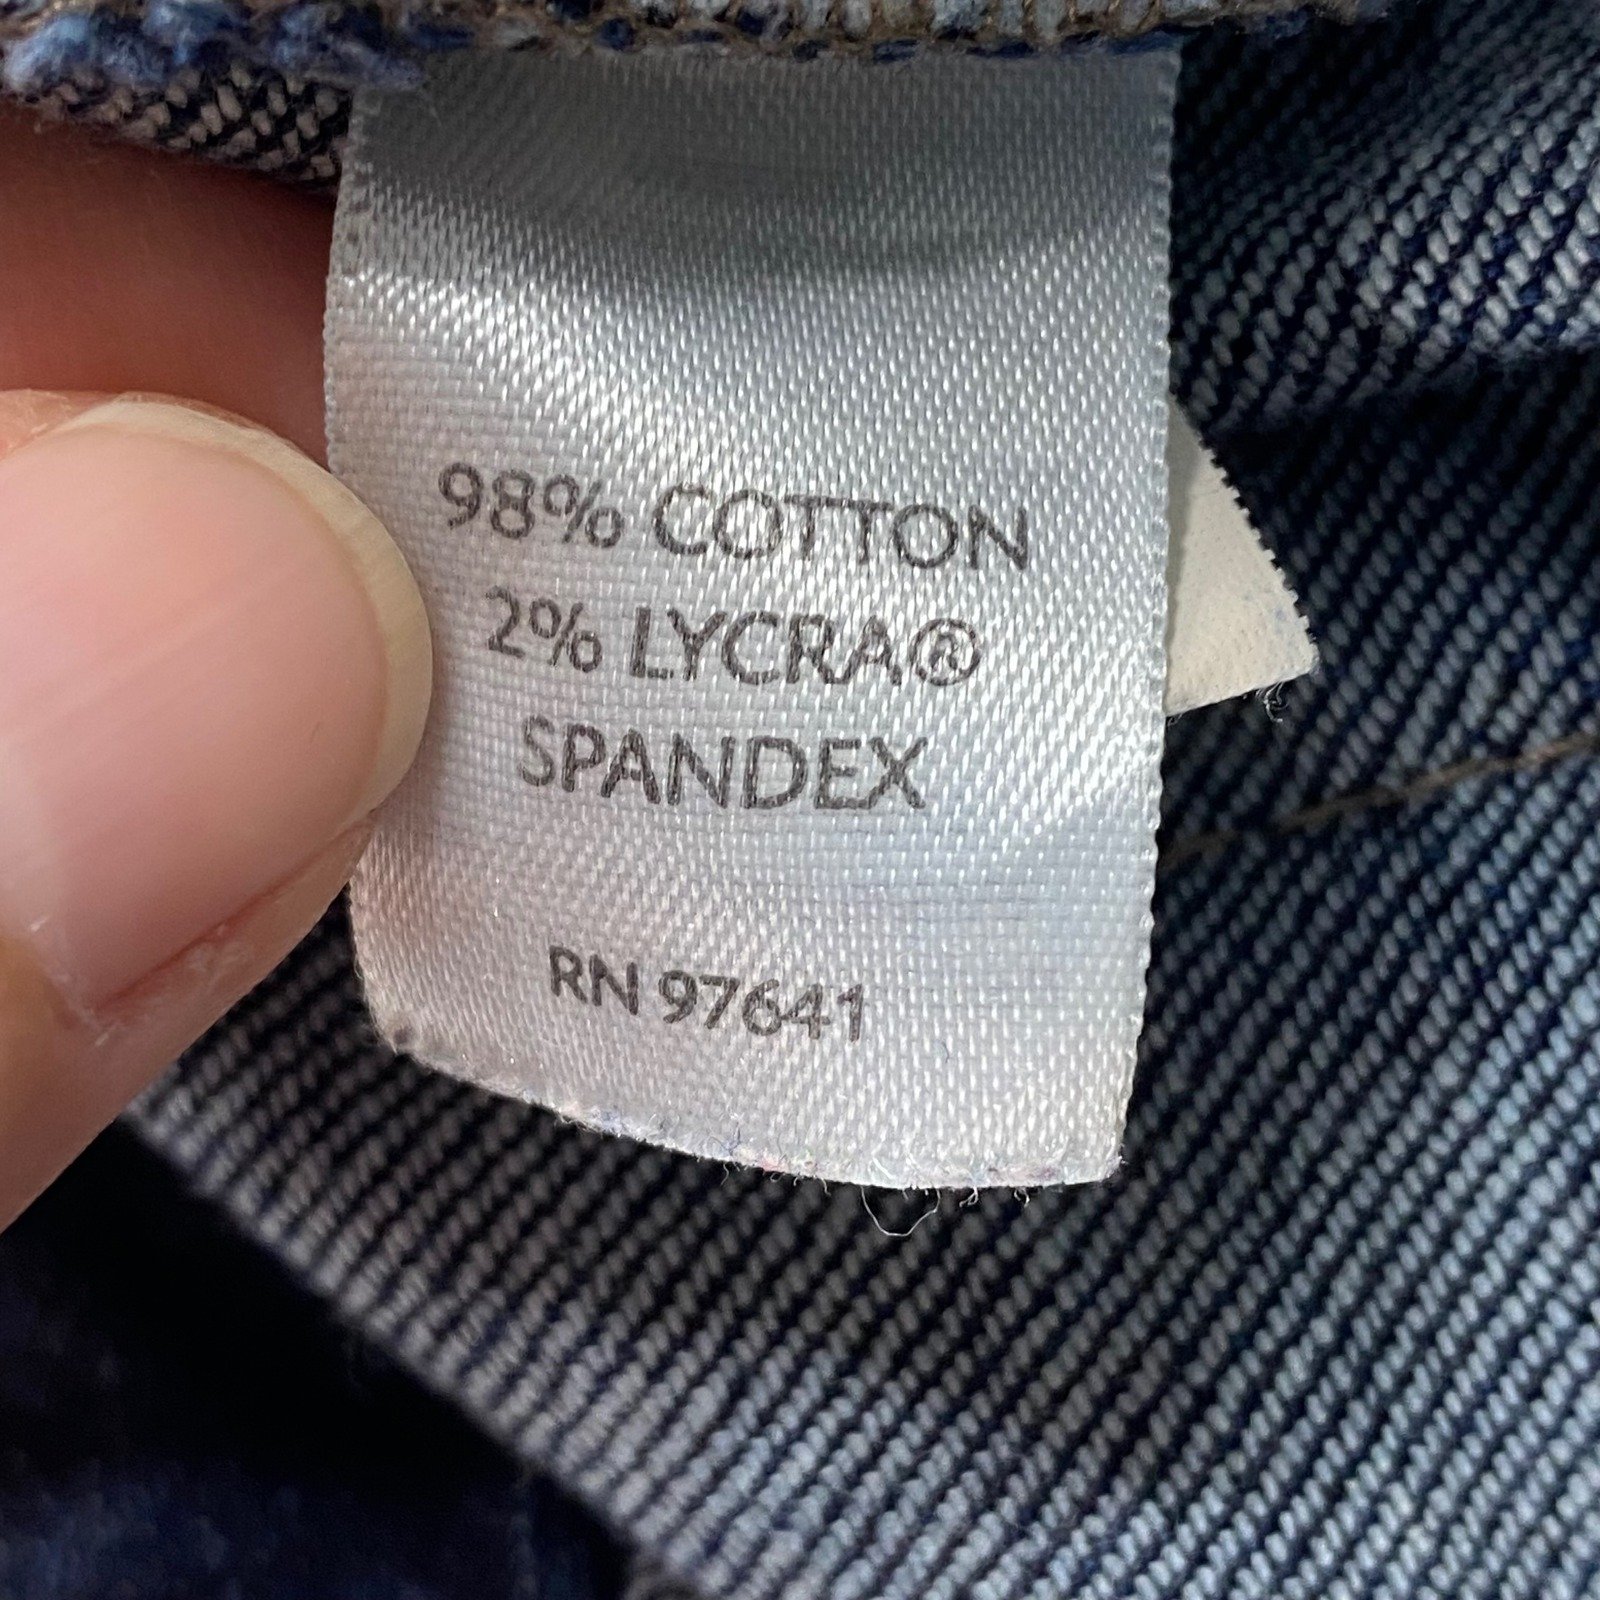 98% COTTON
2% LYCRA®
SPANDEX
RN 97641